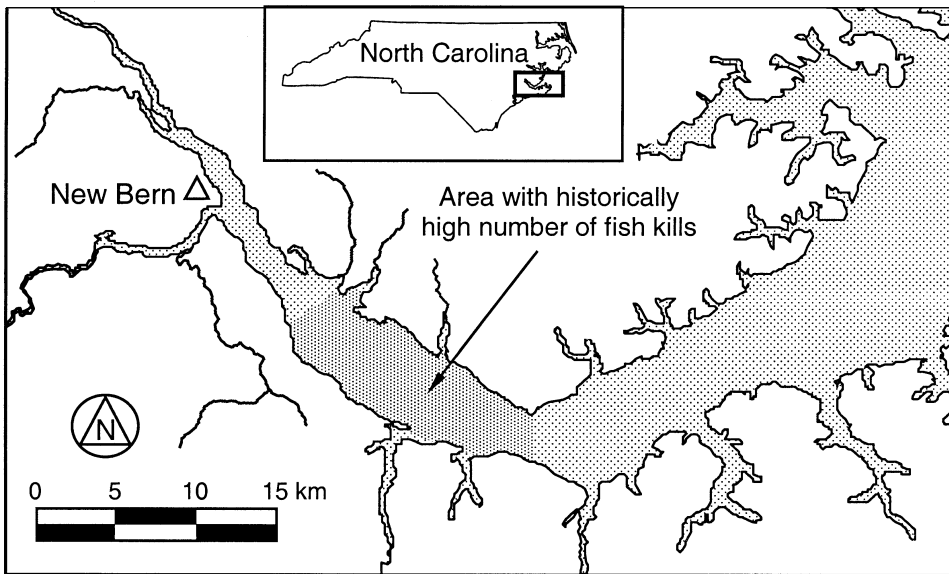 North Carolina
New Bern
Area with historically
high number of fish kills
N
0 5 10 15 km